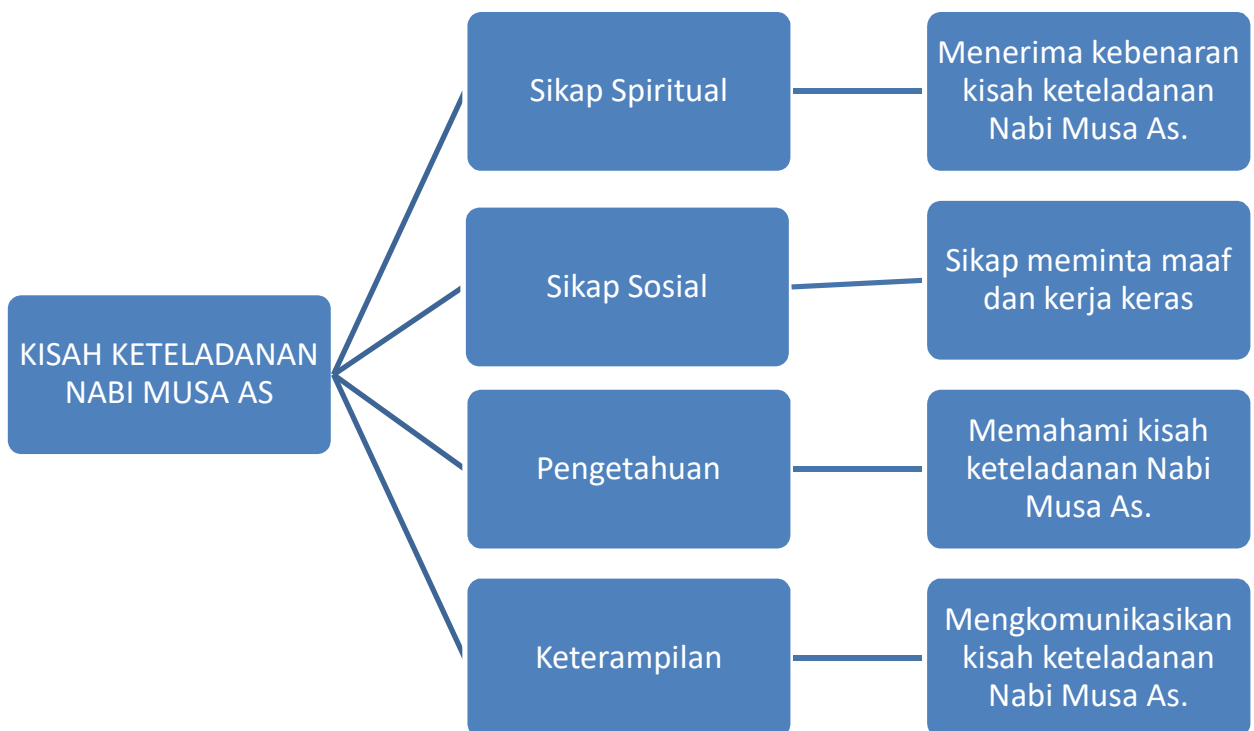 KISAH KETELADANAN
NABI MUSA AS
Sikap Spiritual
Menerima kebenaran
kisah keteladanan
Nabi Musa As.
Sikap Sosial
Sikap meminta maaf
dan kerja keras
Pengetahuan
Memahami kisah
keteladanan Nabi
Musa As.
Keterampilan
Mengkomunikasikan
kisah keteladanan
Nabi Musa As.